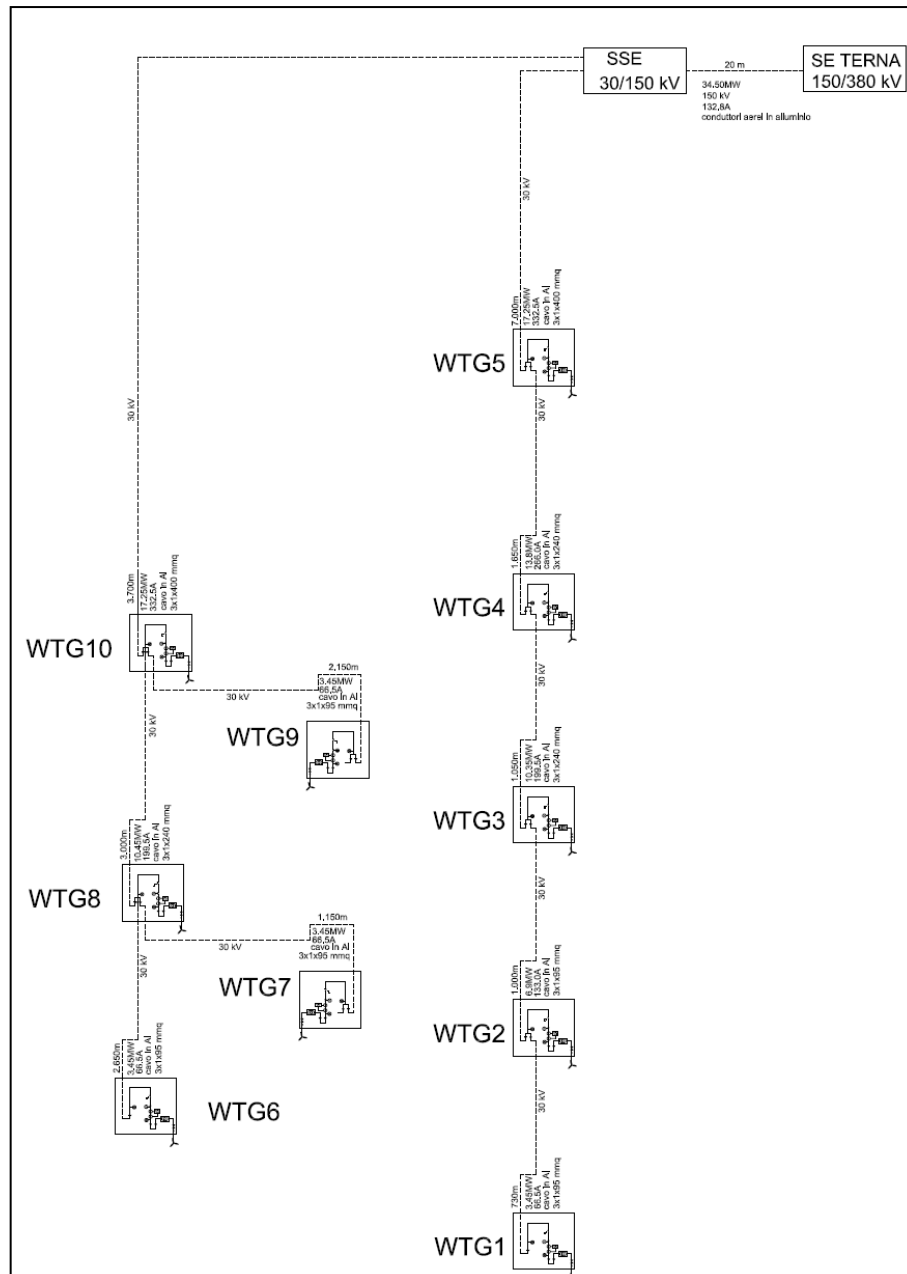 SSE
30/150 kV
20 m
SE TERNA
150/380 kV
34.50MW
150 kV
132,8A
conduttori aerei in alluminio
30 kV
7.000m
17.25MW
332.5A
cavo in Al
3x1x400 mmq
WTG5
30 kV
30 kV
1.650m
13.8MW
266.0A
cavo in Al
3x1x240 mmq
WTG4
3.700m
17.25MW
332.5A
cavo in Al
3x1x400 mmq
WTG10
30 kV
2,150m
3.45MW
66,5A
cavo in Al
3x1x95 mmq
WTG9
30 kV
30 kV
1.050m
10.35MW
199.5A
cavo in Al
3x1x240 mmq
WTG3
3,000m
10.45MW
199,5A
cavo in Al
3x1x240 mmq
WTG8
30 kV
1,150m
3.45MW
66,5A
cavo in Al
3x1x95 mmq
WTG7
30 kV
30 kV
1.000m
6.9MW
133.0A
cavo in Al
3x1x95 mmq
WTG2
2.650m
3.45MW
66.5A
cavo in Al
3x1x95 mmq
WTG6
30 kV
730m
3.45MW
66.5A
cavo in Al
3x1x95 mmq
WTG1